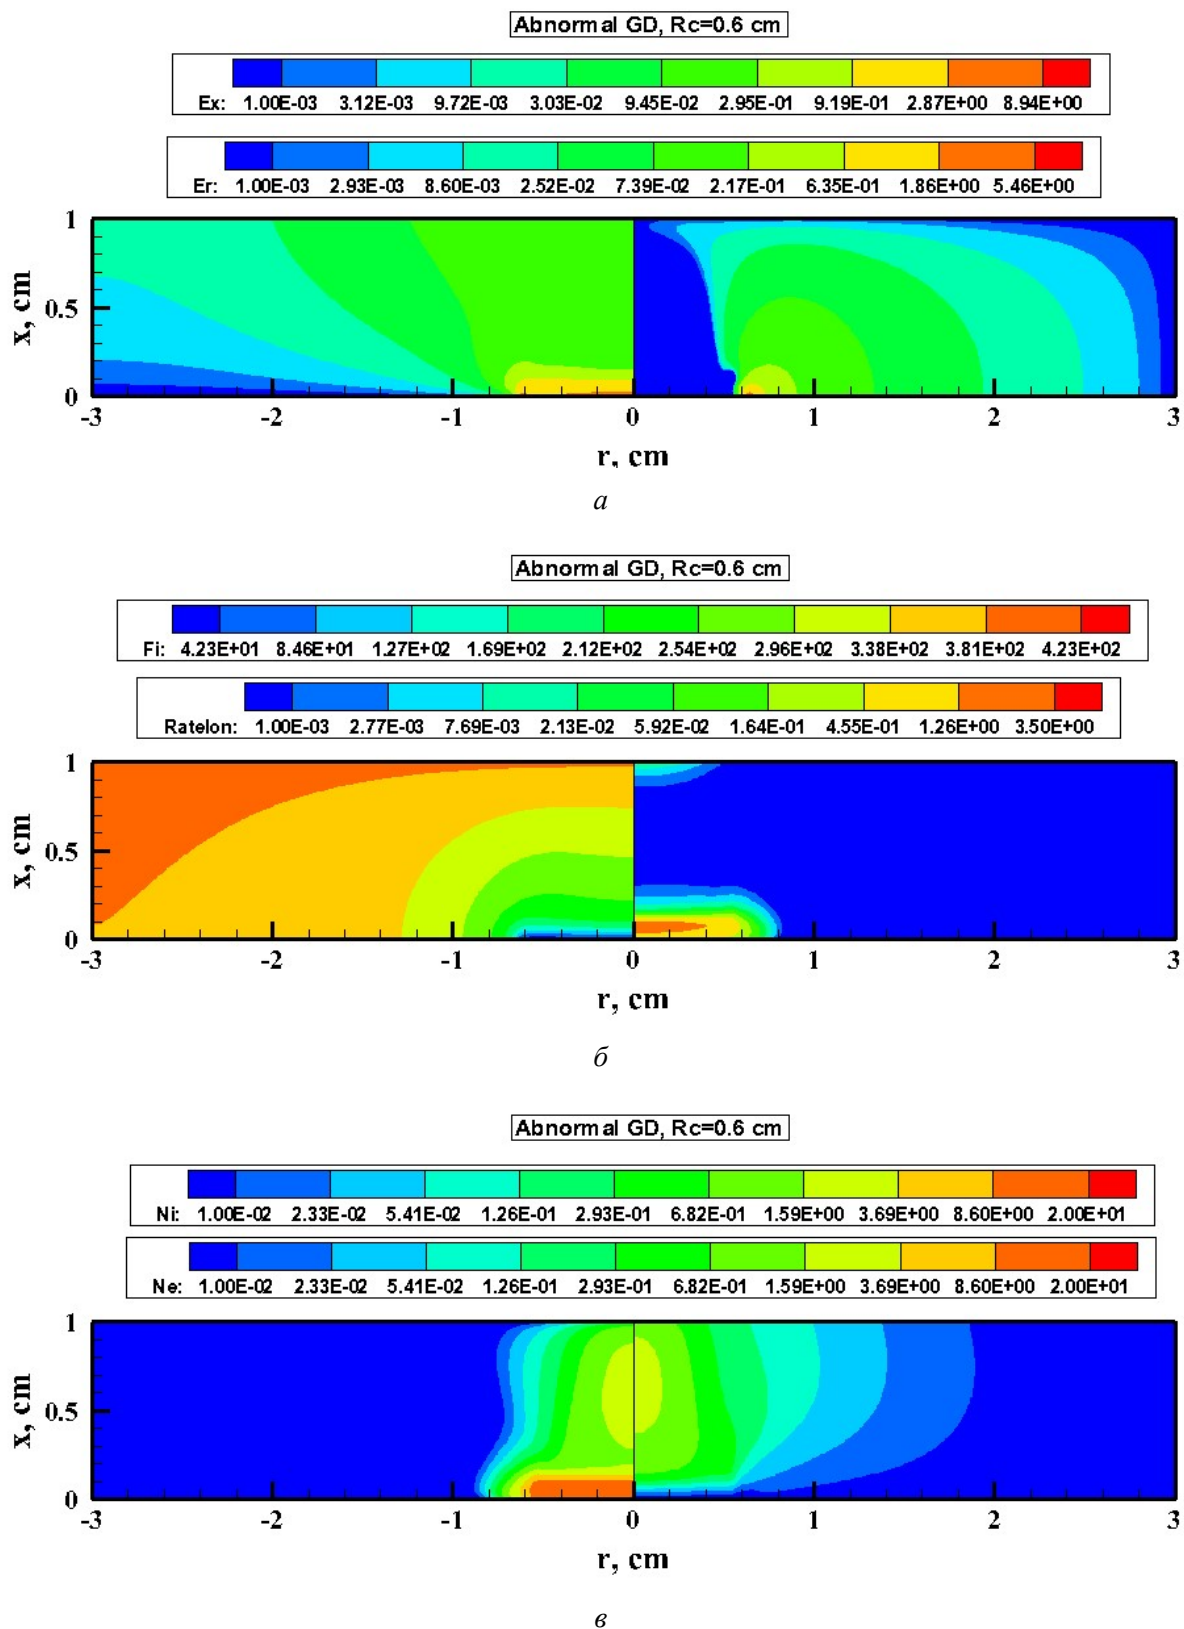 Abnormal GD, Rc=0.6 cm
Ex: 1.00E-03 3.12E-03 9.72E-03 3.03E-02 9.45E-02 2.95E-01 9.19E-01 2.87E+00 8.94E+00
Er: 1.00E-03 2.93E-03 8.60E-03 2.52E-02 7.39E-02 2.17E-01 6.35E-01 1.86E+00 5.46E+00
1
0.5
0
x, cm
-3 -2 -1 0 1 2 3
r, cm
а
Abnormal GD, Rc=0.6 cm
Fi: 4.23E+01 8.46E+01 1.27E+02 1.69E+02 2.12E+02 2.54E+02 2.96E+02 3.38E+02 3.81E+02 4.23E+02
RateIon: 1.00E-03 2.77E-03 7.69E-03 2.13E-02 5.92E-02 1.64E-01 4.55E-01 1.26E+00 3.50E+00
1
0.5
0
x, cm
-3 -2 -1 0 1 2 3
r, cm
б
Abnormal GD, Rc=0.6 cm
Ni: 1.00E-02 2.33E-02 5.41E-02 1.26E-01 2.93E-01 6.82E-01 1.59E+00 3.69E+00 8.60E+00 2.00E+01
Ne: 1.00E-02 2.33E-02 5.41E-02 1.26E-01 2.93E-01 6.82E-01 1.59E+00 3.69E+00 8.60E+00 2.00E+01
1
0.5
0
x, cm
-3 -2 -1 0 1 2 3
r, cm
в